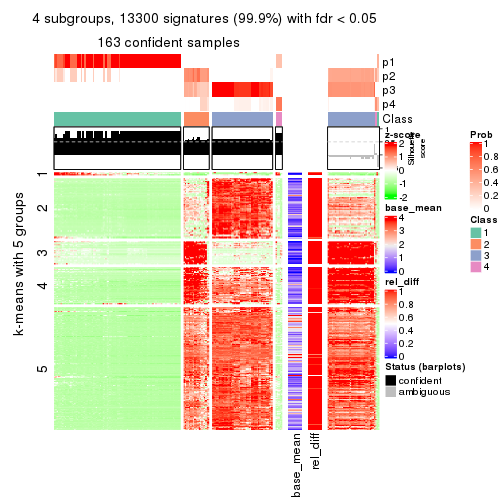 4 subgroups, 13300 signatures (99.9%) with fdr < 0.05
163 confident samples
p1
p2
p3
p4
Class
1
0
Silhouette
score
k-means with 5 groups
1
2
3
4
5
base_mean
rel_diff
z-score
2
1
0
-1
-2
base_mean
4
3
2
1
0
rel_diff
1
0.8
0.6
0.4
0.2
0
Status (barplots)
confident
ambiguous
Prob
1
0.8
0.6
0.4
0.2
0
Class
1
2
3
4